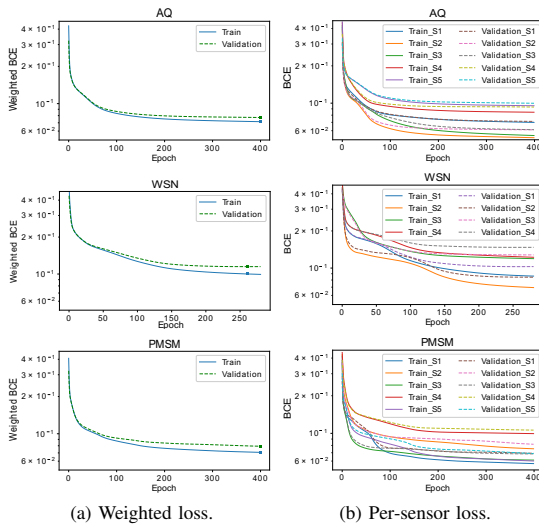 AQ
Weighted BCE
4 × 10⁻¹
3 × 10⁻¹
2 × 10⁻¹
10⁻¹
6 × 10⁻²
Train
Validation
0 100 200 300 400
Epoch
AQ
BCE
4 × 10⁻¹
3 × 10⁻¹
2 × 10⁻¹
10⁻¹
6 × 10⁻²
Train_S1 Validation_S1
Train_S2 Validation_S2
Train_S3 Validation_S3
Train_S4 Validation_S4
Train_S5 Validation_S5
0 100 200 300 400
Epoch
WSN
Weighted BCE
4 × 10⁻¹
3 × 10⁻¹
2 × 10⁻¹
10⁻¹
6 × 10⁻²
Train
Validation
0 50 100 150 200 250
Epoch
WSN
BCE
4 × 10⁻¹
3 × 10⁻¹
2 × 10⁻¹
10⁻¹
6 × 10⁻²
Train_S1 Validation_S1
Train_S2 Validation_S2
Train_S3 Validation_S3
Train_S4 Validation_S4
0 50 100 150 200 250
Epoch
PMSM
Weighted BCE
4 × 10⁻¹
3 × 10⁻¹
2 × 10⁻¹
10⁻¹
6 × 10⁻²
Train
Validation
0 100 200 300 400
Epoch
PMSM
BCE
4 × 10⁻¹
3 × 10⁻¹
2 × 10⁻¹
10⁻¹
6 × 10⁻²
Train_S1 Validation_S1
Train_S2 Validation_S2
Train_S3 Validation_S3
Train_S4 Validation_S4
Train_S5 Validation_S5
0 100 200 300 400
Epoch
(a) Weighted loss.
(b) Per-sensor loss.